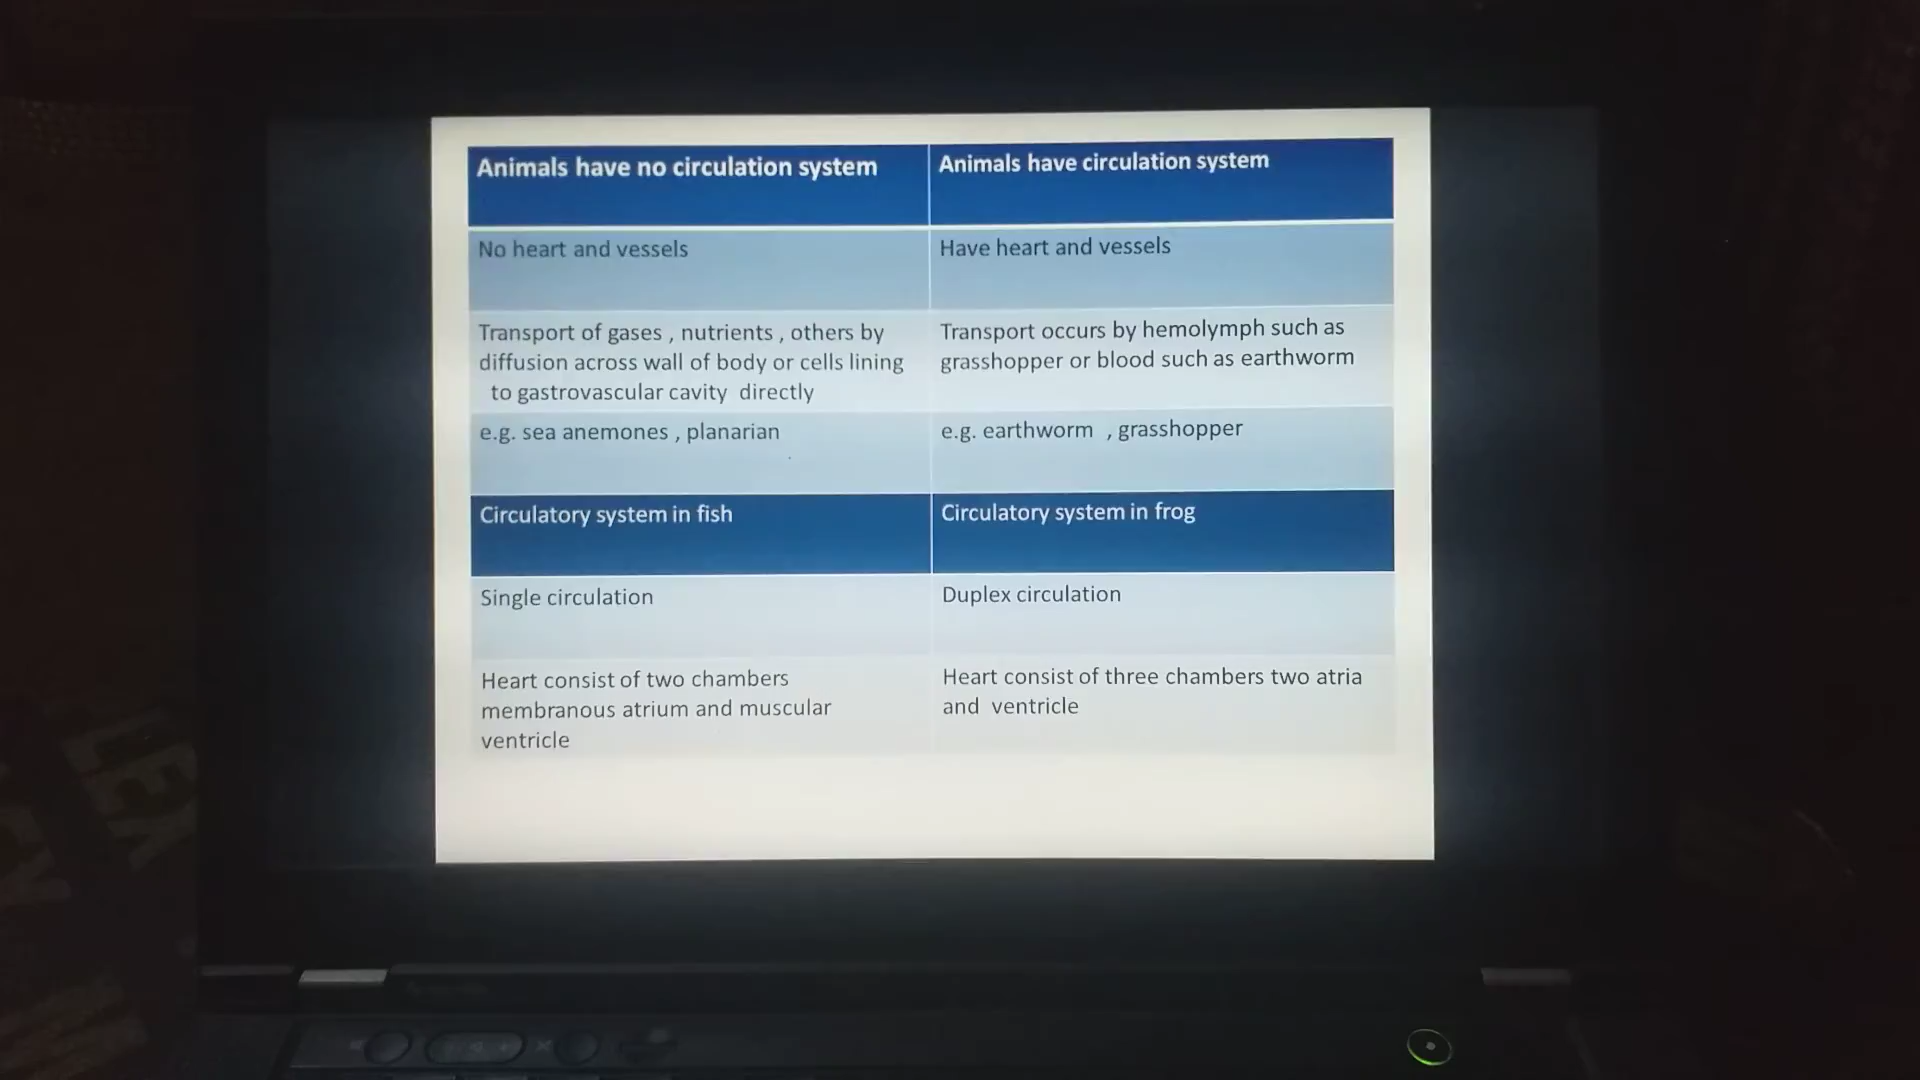 Animals have no circulation system
Animals have circulation system
No heart and vessels
Have heart and vessels
Transport of gases , nutrients , others by
diffusion across wall of body or cells lining
to gastrovascular cavity directly
Transport occurs by hemolymph such as
grasshopper or blood such as earthworm
e.g. sea anemones , planarian
e.g. earthworm , grasshopper
Circulatory system in fish
Circulatory system in frog
Single circulation
Duplex circulation
Heart consist of two chambers
membranous atrium and muscular
ventricle
Heart consist of three chambers two atria
and ventricle